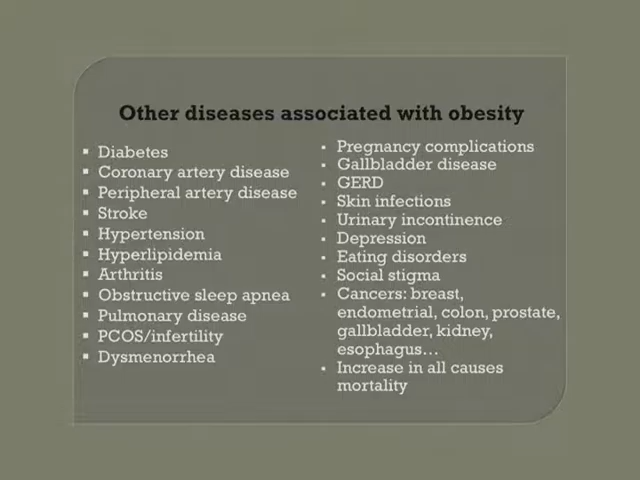 Other diseases associated with obesity
▪ Diabetes
▪ Coronary artery disease
▪ Peripheral artery disease
▪ Stroke
▪ Hypertension
▪ Hyperlipidemia
▪ Arthritis
▪ Obstructive sleep apnea
▪ Pulmonary disease
▪ PCOS/infertility
▪ Dysmenorrhea
▪ Pregnancy complications
▪ Gallbladder disease
▪ GERD
▪ Skin infections
▪ Urinary incontinence
▪ Depression
▪ Eating disorders
▪ Social stigma
▪ Cancers: breast,
endometrial, colon, prostate,
gallbladder, kidney,
esophagus…
▪ Increase in all causes
mortality